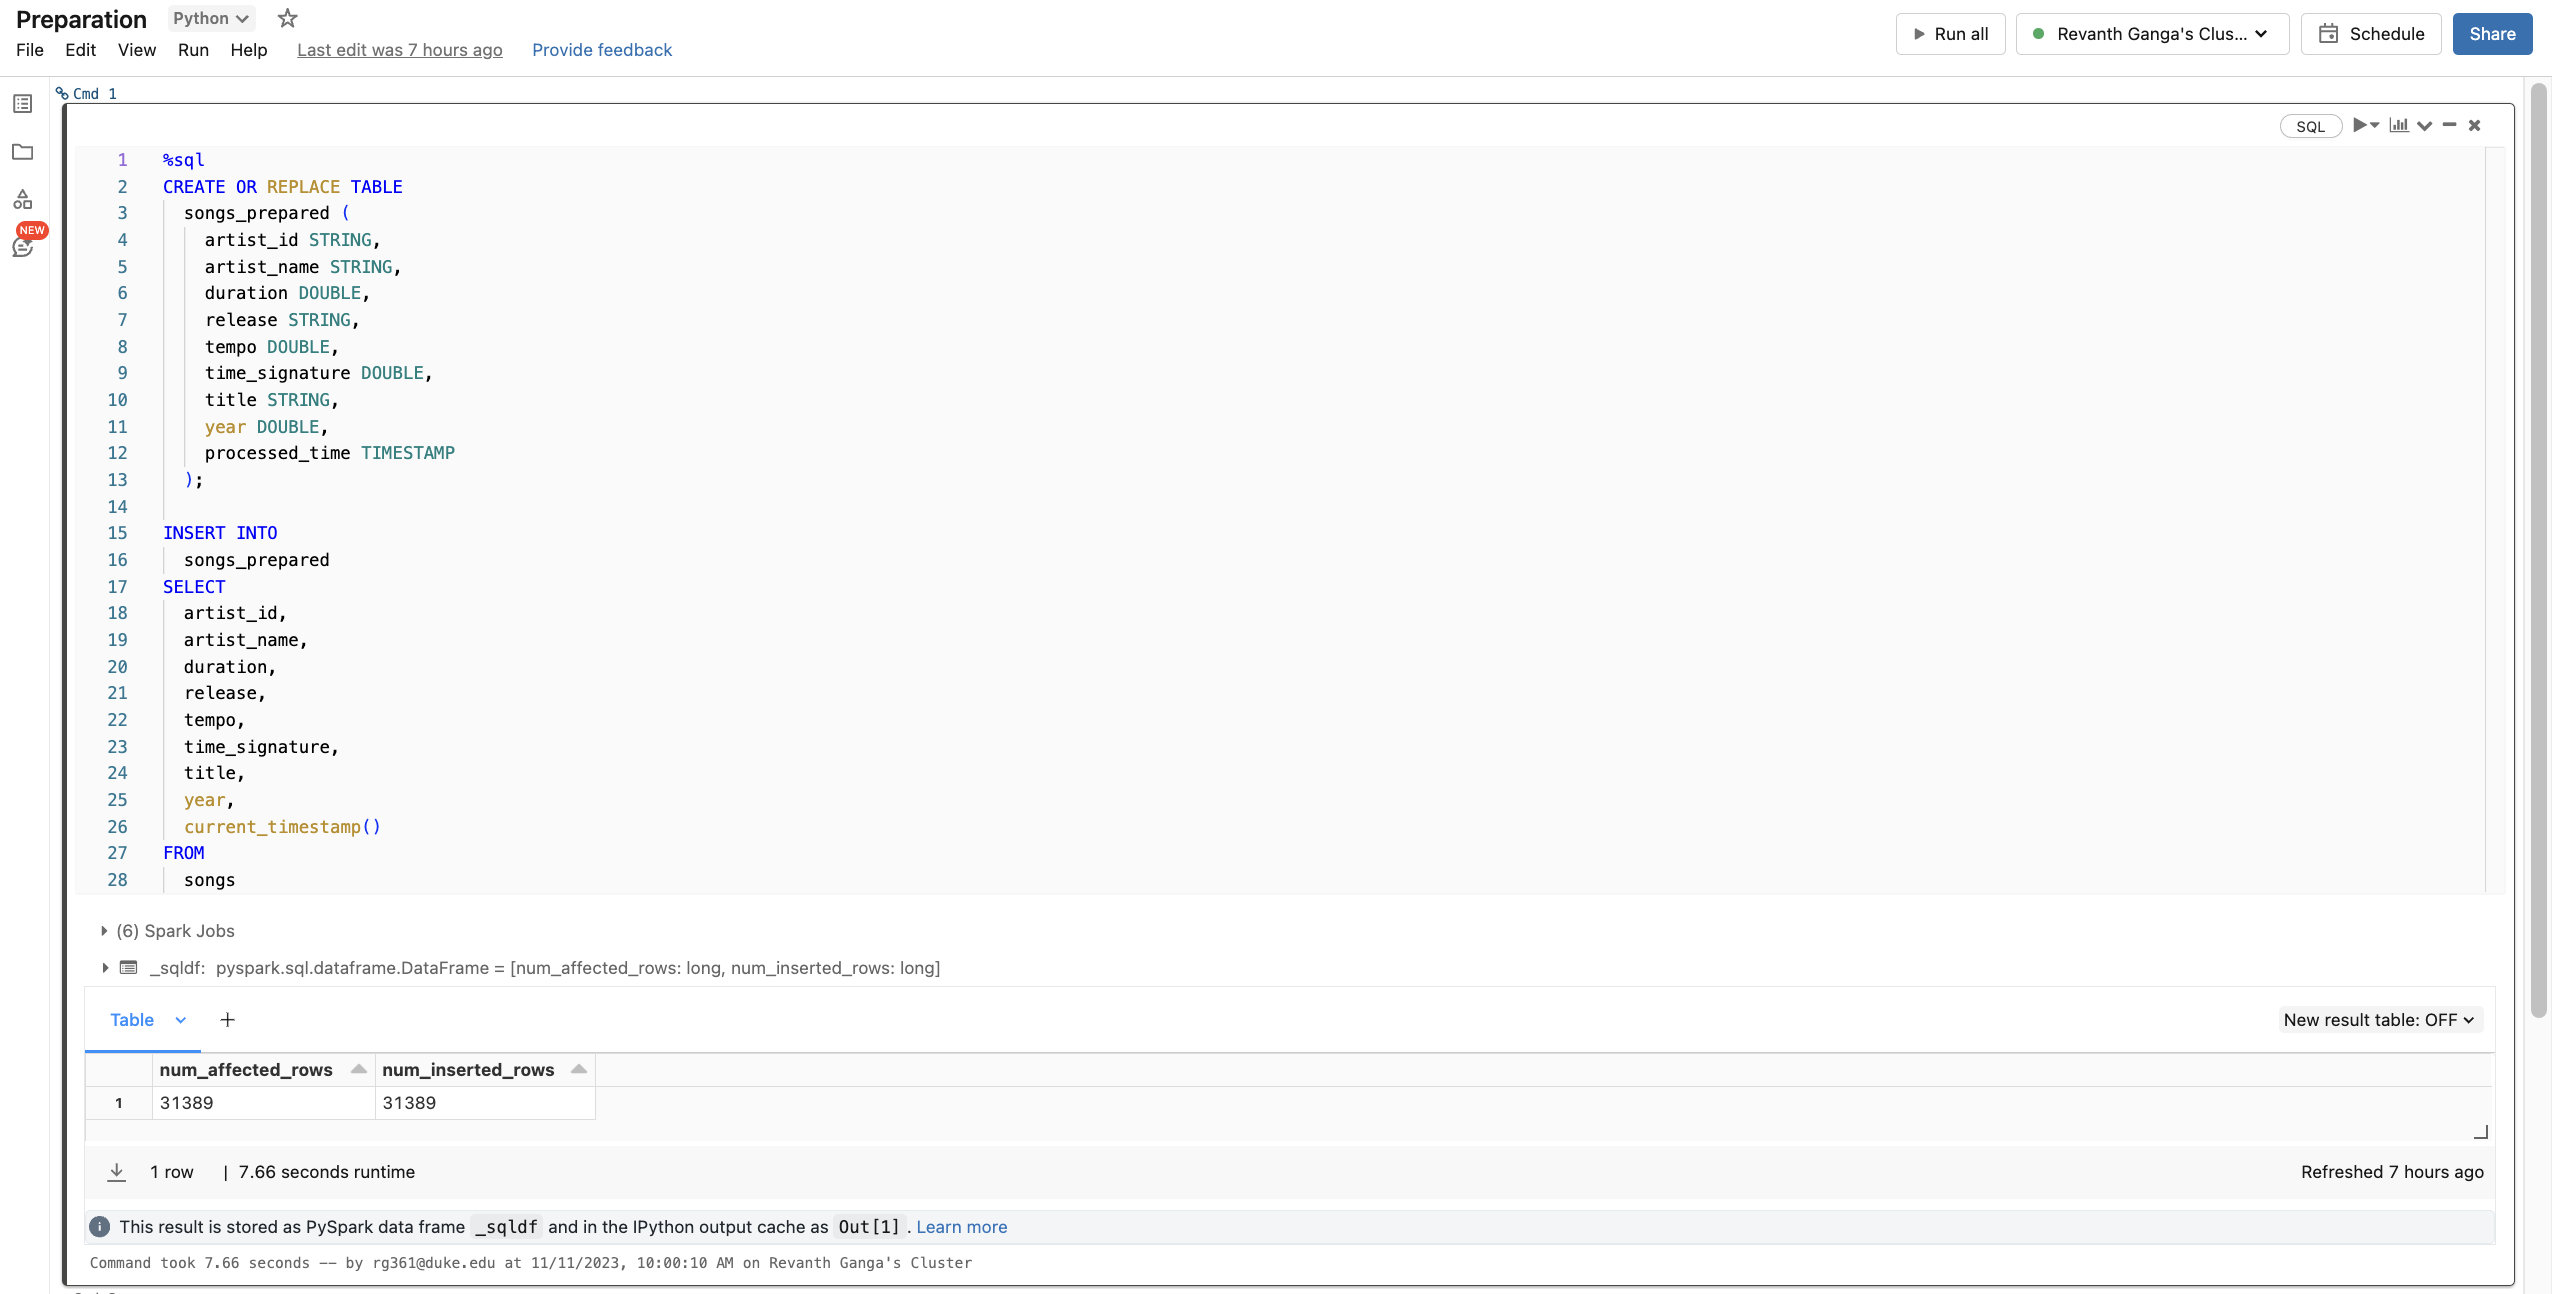 Preparation Python
File Edit View Run Help Last edit was 7 hours ago Provide feedback
Run all Revanth Ganga's Clus... Schedule Share
NEW
Cmd 1
SQL
1 %sql
2 CREATE OR REPLACE TABLE
3 songs_prepared (
4 artist_id STRING,
5 artist_name STRING,
6 duration DOUBLE,
7 release STRING,
8 tempo DOUBLE,
9 time_signature DOUBLE,
10 title STRING,
11 year DOUBLE,
12 processed_time TIMESTAMP
13 );
14
15 INSERT INTO
16 songs_prepared
17 SELECT
18 artist_id,
19 artist_name,
20 duration,
21 release,
22 tempo,
23 time_signature,
24 title,
25 year,
26 current_timestamp()
27 FROM
28 songs
(6) Spark Jobs
_sqldf: pyspark.sql.dataframe.DataFrame = [num_affected_rows: long, num_inserted_rows: long]
Table + New result table: OFF
num_affected_rows num_inserted_rows
1 31389 31389
1 row | 7.66 seconds runtime Refreshed 7 hours ago
This result is stored as PySpark data frame _sqldf and in the IPython output cache as Out[1]. Learn more
Command took 7.66 seconds -- by rg361@duke.edu at 11/11/2023, 10:00:10 AM on Revanth Ganga's Cluster